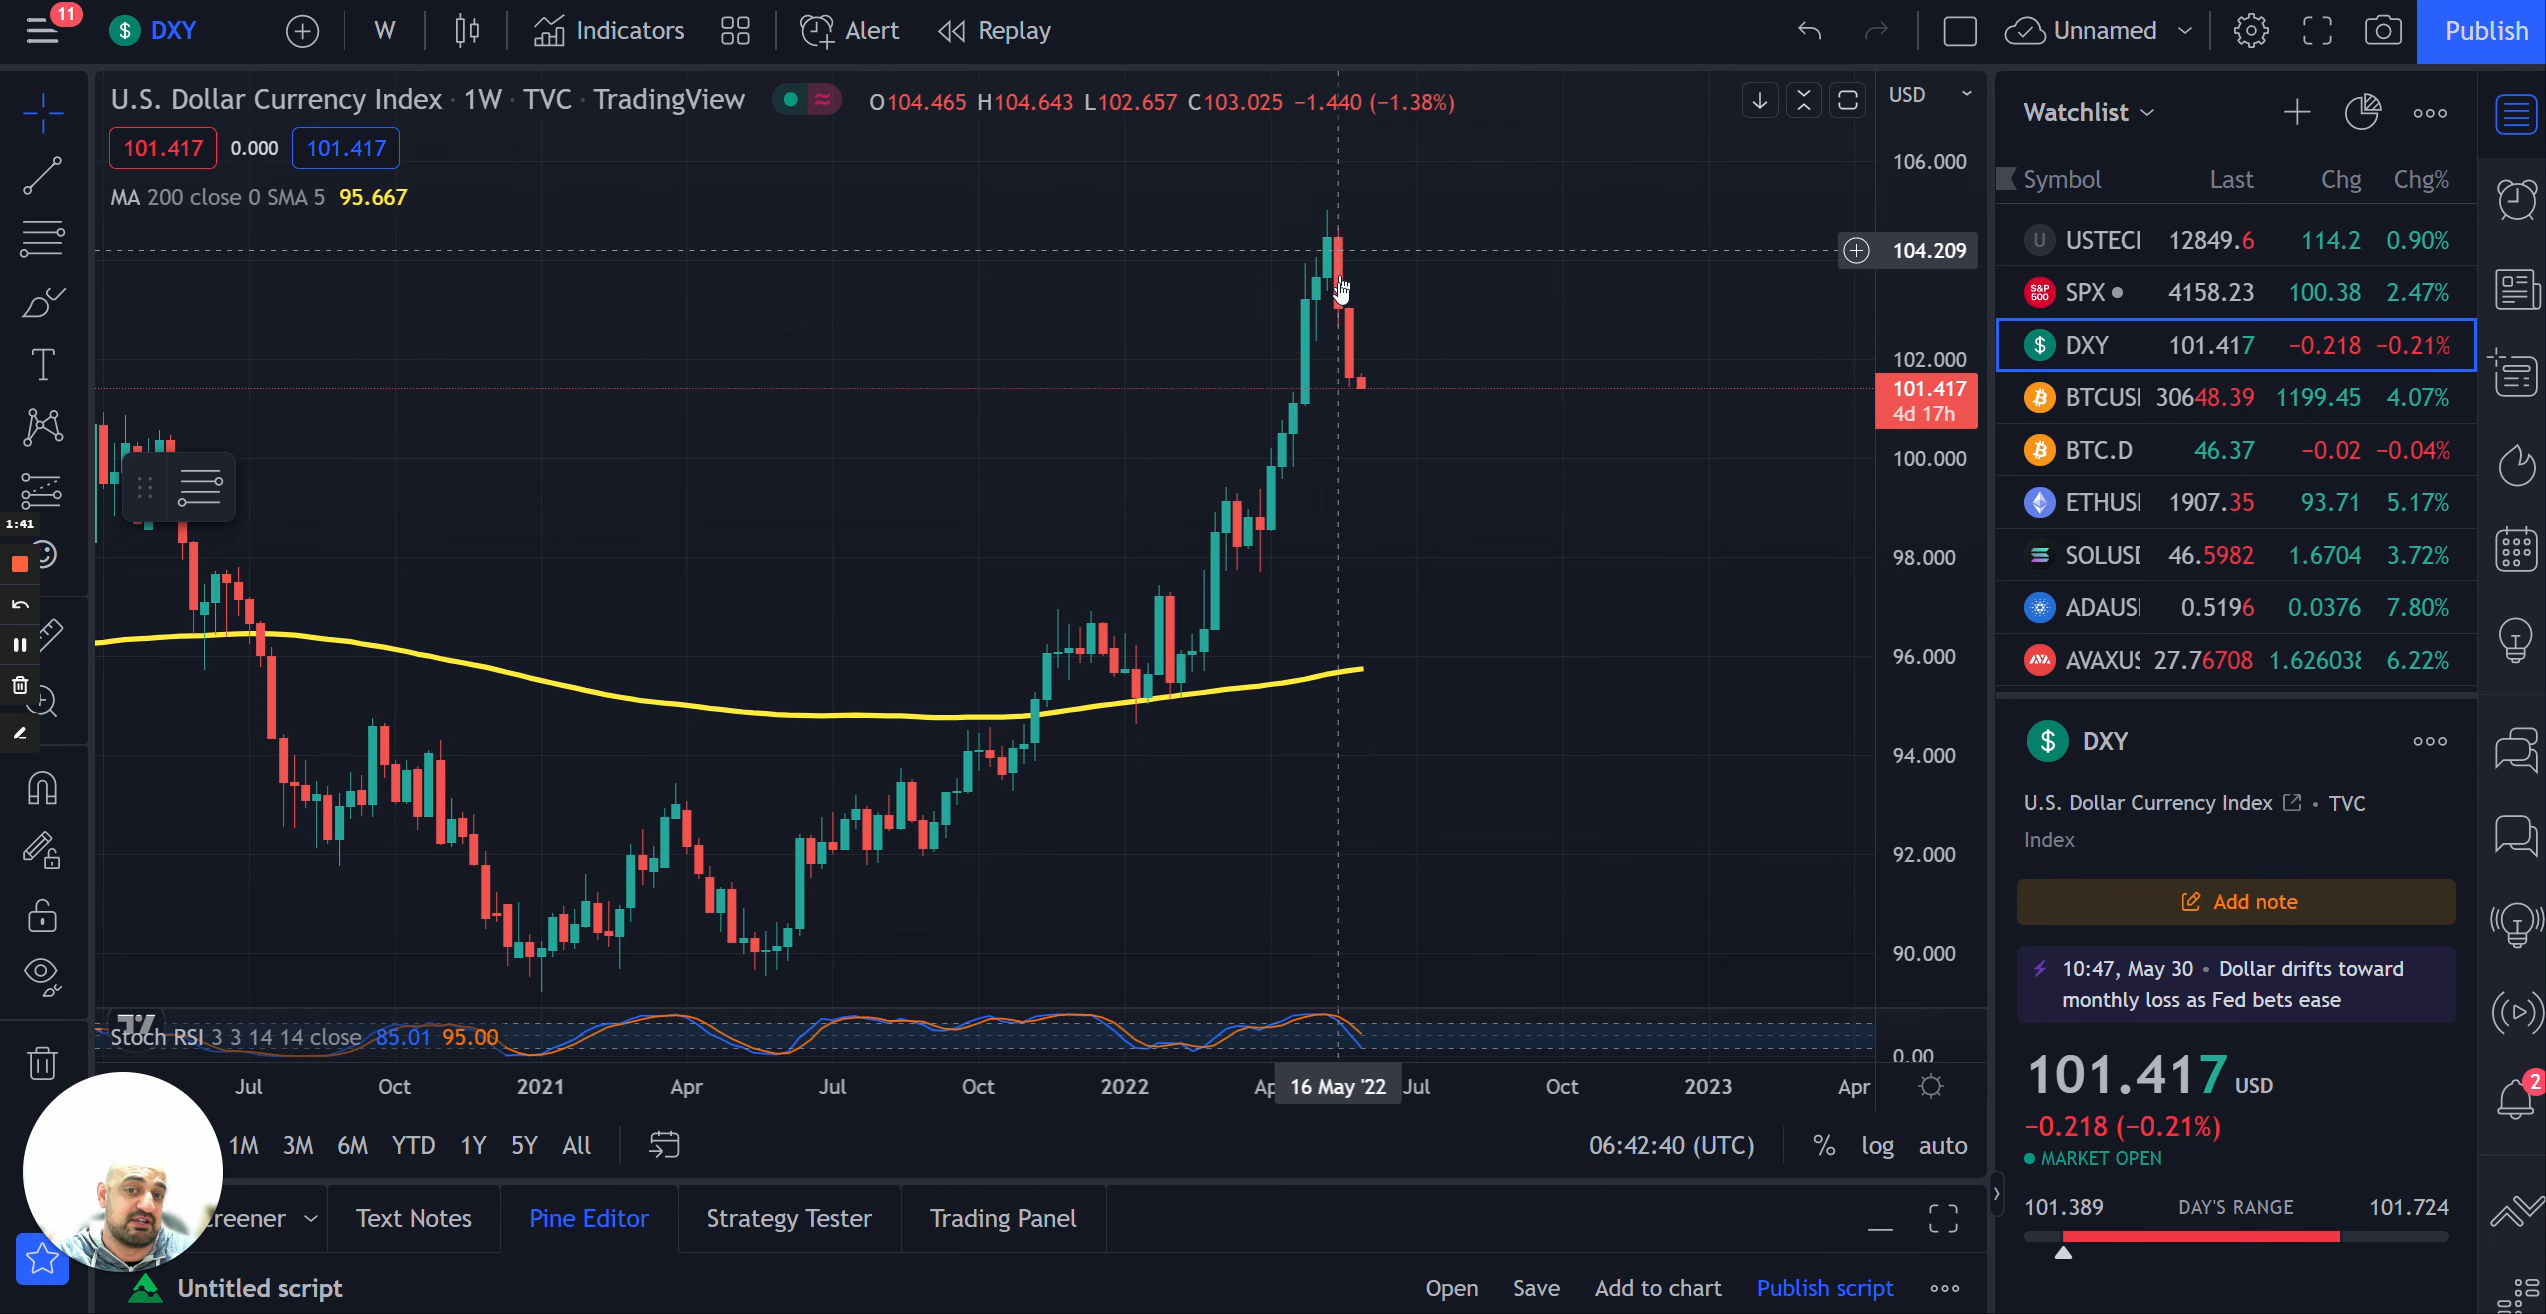 11
$ DXY
W
Indicators
Alert
Replay
Unnamed
Publish
U.S. Dollar Currency Index · 1W · TVC · TradingView
O104.465 H104.643 L102.657 C103.025 −1.440 (−1.38%)
101.417 0.000 101.417
MA 200 close 0 SMA 5 95.667
USD
106.000
104.209
102.000
101.417
4d 17h
100.000
98.000
96.000
94.000
92.000
90.000
0.00
1:41
Stoch RSI 3 3 14 14 close 85.01 95.00
Jul Oct 2021 Apr Jul Oct 2022 Ap 16 May '22 Jul Oct 2023 Apr
1M 3M 6M YTD 1Y 5Y All
06:42:40 (UTC) % log auto
creener Text Notes Pine Editor Strategy Tester Trading Panel
Untitled script
Open Save Add to chart Publish script
Watchlist
Symbol Last Chg Chg%
U USTECI 12849.6 114.2 0.90%
S&P 500 SPX 4158.23 100.38 2.47%
$ DXY 101.417 −0.218 −0.21%
BTCUSI 30648.39 1199.45 4.07%
BTC.D 46.37 −0.02 −0.04%
ETHUSI 1907.35 93.71 5.17%
SOLUSI 46.5982 1.6704 3.72%
ADAUSI 0.5196 0.0376 7.80%
AVAXUS 27.76708 1.626038 6.22%
$ DXY
U.S. Dollar Currency Index • TVC
Index
Add note
10:47, May 30 • Dollar drifts toward
monthly loss as Fed bets ease
101.417 USD
−0.218 (−0.21%)
MARKET OPEN
101.389 DAY'S RANGE 101.724
2